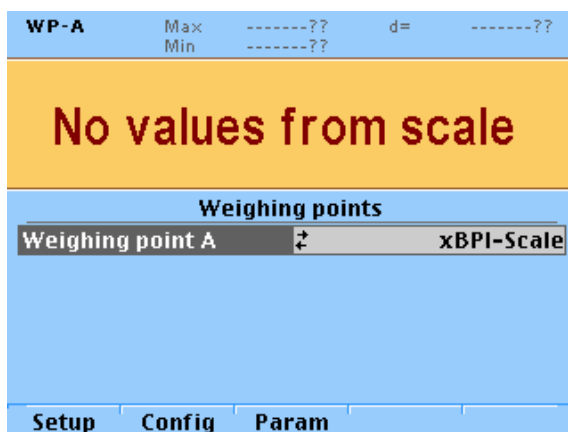 WP-A Max -------?? d= -------??
Min -------??
No values from scale
Weighing points
Weighing point A xBPI-Scale
Setup Config Param